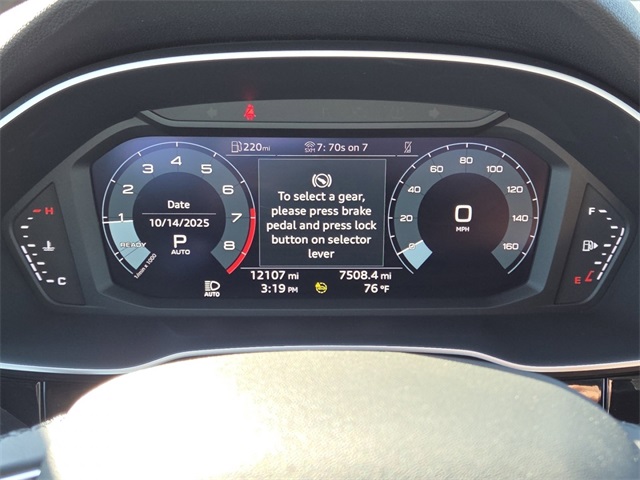 220mi
SXM 7: 70s on 7
3 4 5 6 7 8
2
1
READY
1/min x 1000
Date
10/14/2025
P
AUTO
To select a gear,
please press brake
pedal and press lock
button on selector
lever
0 20 40 60 80 100 120 140 160
0
MPH
H
C
F
E
12107 mi
7508.4 mi
AUTO
3:19 PM
76 °F